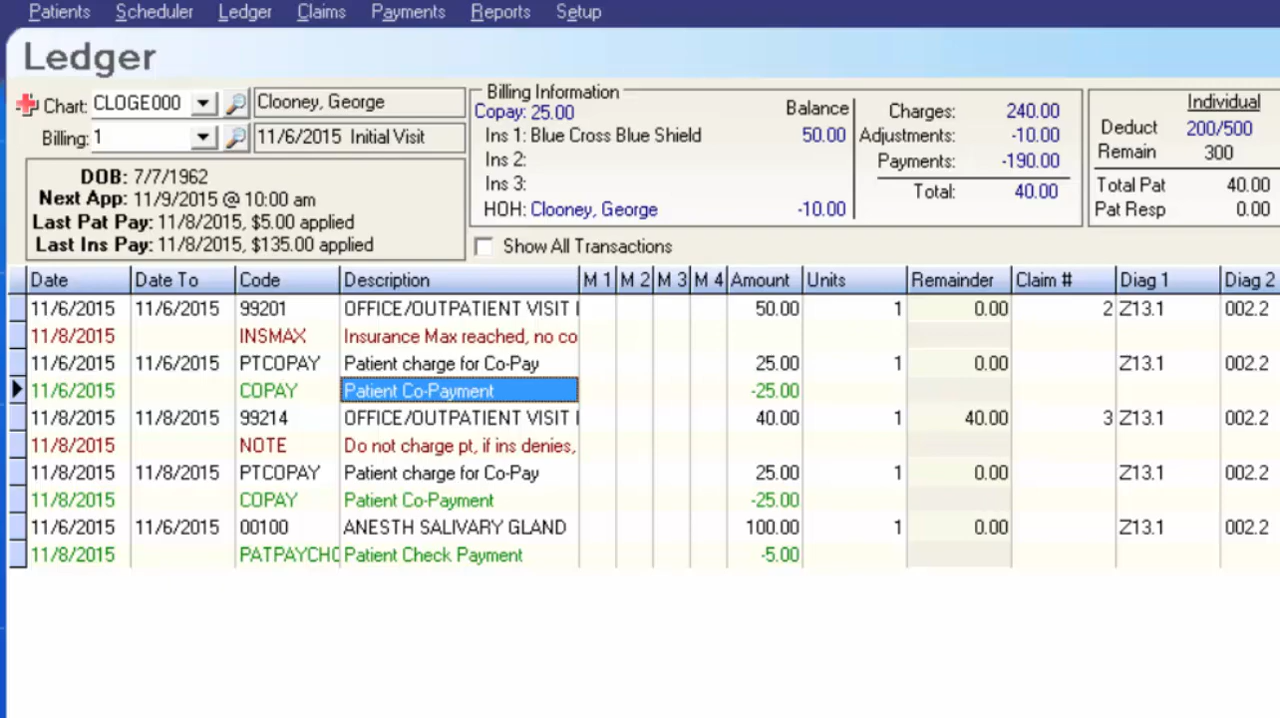 Patients Scheduler Ledger Claims Payments Reports Setup
Ledger
Chart: CLOGE000 Clooney, George
Billing: 1 11/6/2015 Initial Visit
DOB: 7/7/1962
Next App: 11/9/2015 @ 10:00 am
Last Pat Pay: 11/8/2015, $5.00 applied
Last Ins Pay: 11/8/2015, $135.00 applied
Billing Information
Copay: 25.00 Balance
Ins 1: Blue Cross Blue Shield 50.00
Ins 2:
Ins 3:
HOH: Clooney, George -10.00
Charges: 240.00
Adjustments: -10.00
Payments: -190.00
Total: 40.00
Individual
Deduct 200/500
Remain 300
Total Pat 40.00
Pat Resp 0.00
Show All Transactions
Date Date To Code Description M 1 M 2 M 3 M 4 Amount Units Remainder Claim # Diag 1 Diag 2
11/6/2015 11/6/2015 99201 OFFICE/OUTPATIENT VISIT 50.00 1 0.00 2 Z13.1 002.2
11/8/2015 INSMAX Insurance Max reached, no co
11/6/2015 11/6/2015 PTCOPAY Patient charge for Co-Pay 25.00 1 0.00 Z13.1 002.2
11/6/2015 COPAY Patient Co-Payment -25.00
11/8/2015 11/8/2015 99214 OFFICE/OUTPATIENT VISIT 40.00 1 40.00 3 Z13.1 002.2
11/8/2015 NOTE Do not charge pt, if ins denies,
11/8/2015 11/8/2015 PTCOPAY Patient charge for Co-Pay 25.00 1 0.00 Z13.1 002.2
11/8/2015 COPAY Patient Co-Payment -25.00
11/6/2015 11/6/2015 00100 ANESTH SALIVARY GLAND 100.00 1 0.00 Z13.1 002.2
11/8/2015 PATPAYCHC Patient Check Payment -5.00